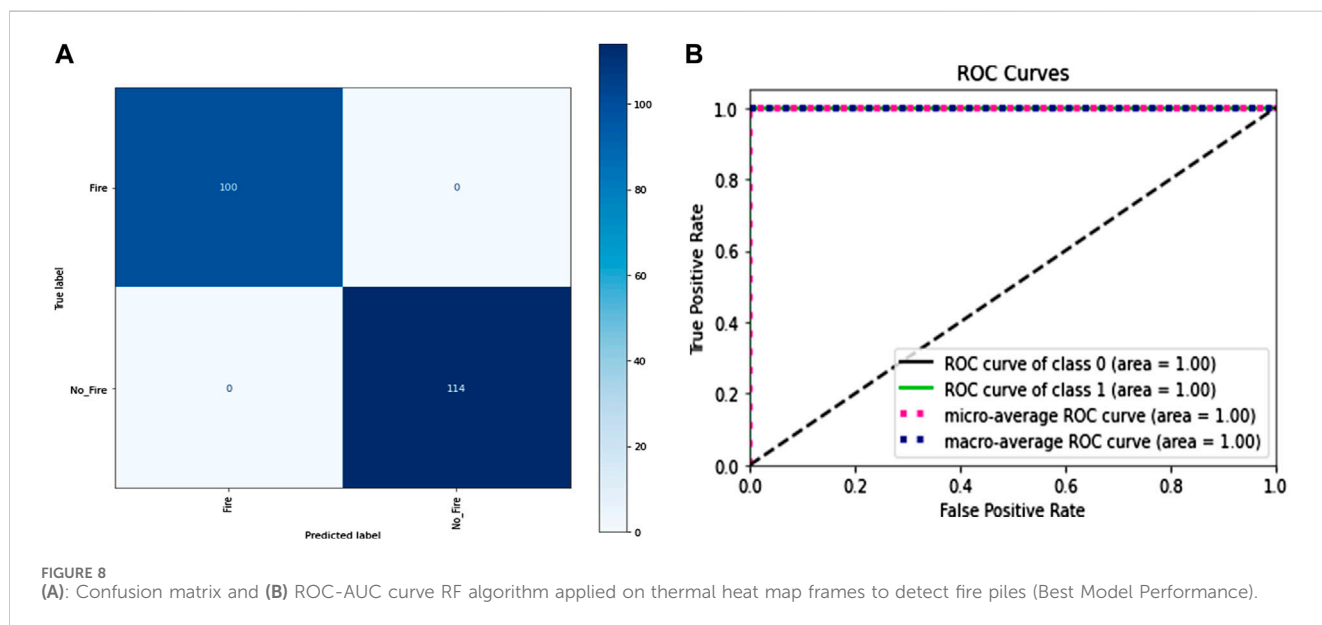 A
Fire
No_Fire
True label
100
0
0
114
Fire
No_Fire
Predicted label
100
80
60
40
20
0
B
ROC Curves
True Positive Rate
1.0
0.8
0.6
0.4
0.2
0.0
ROC curve of class 0 (area = 1.00)
ROC curve of class 1 (area = 1.00)
micro-average ROC curve (area = 1.00)
macro-average ROC curve (area = 1.00)
0.0 0.2 0.4 0.6 0.8 1.0
False Positive Rate
FIGURE 8
(A): Confusion matrix and (B) ROC-AUC curve RF algorithm applied on thermal heat map frames to detect fire piles (Best Model Performance).